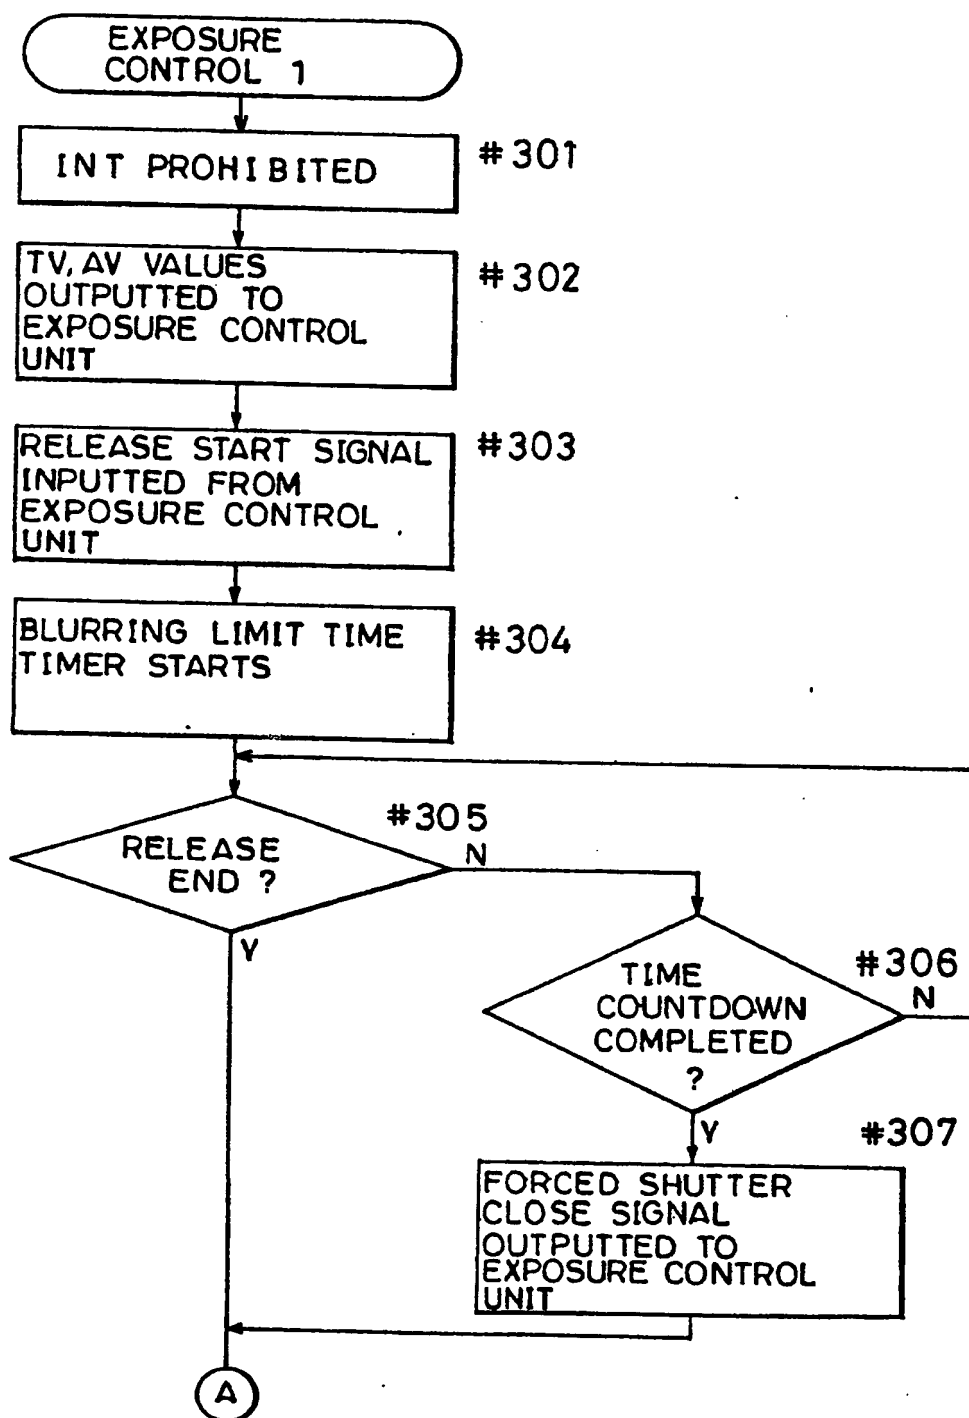 EXPOSURE
CONTROL 1
INT PROHIBITED
#301
TV, AV VALUES
OUTPUTTED TO
EXPOSURE CONTROL
UNIT
#302
RELEASE START SIGNAL
INPUTTED FROM
EXPOSURE CONTROL
UNIT
#303
BLURRING LIMIT TIME
TIMER STARTS
#304
RELEASE
END ?
#305
N
Y
TIME
COUNTDOWN
COMPLETED
?
#306
N
Y
#307
FORCED SHUTTER
CLOSE SIGNAL
OUTPUTTED TO
EXPOSURE CONTROL
UNIT
A